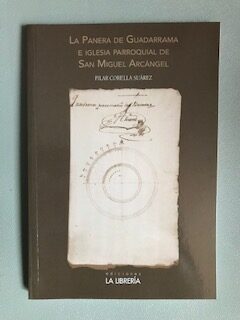 La Panera de Guadarrama
e iglesia parroquial de
San Miguel Arcángel
PILAR CORELLA SUÁREZ
ediciones
LA LIBRERÍA